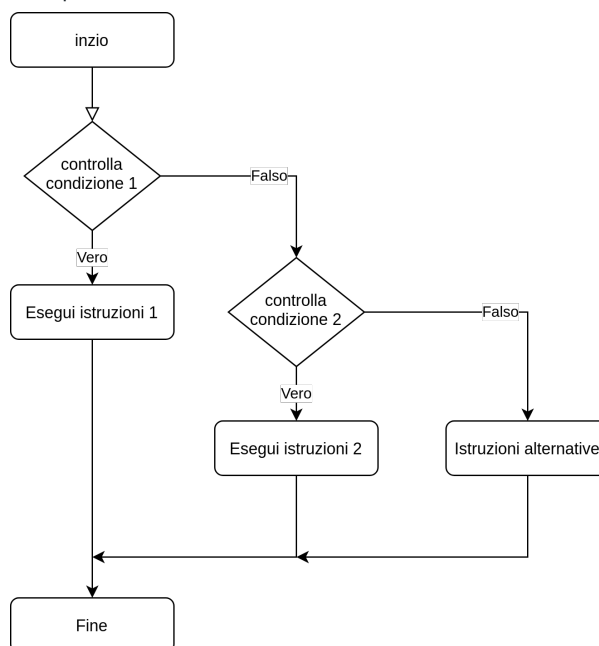 inzio
controlla
condizione 1
Falso
Vero
Esegui istruzioni 1
controlla
condizione 2
Falso
Vero
Esegui istruzioni 2
Istruzioni alternative
Fine